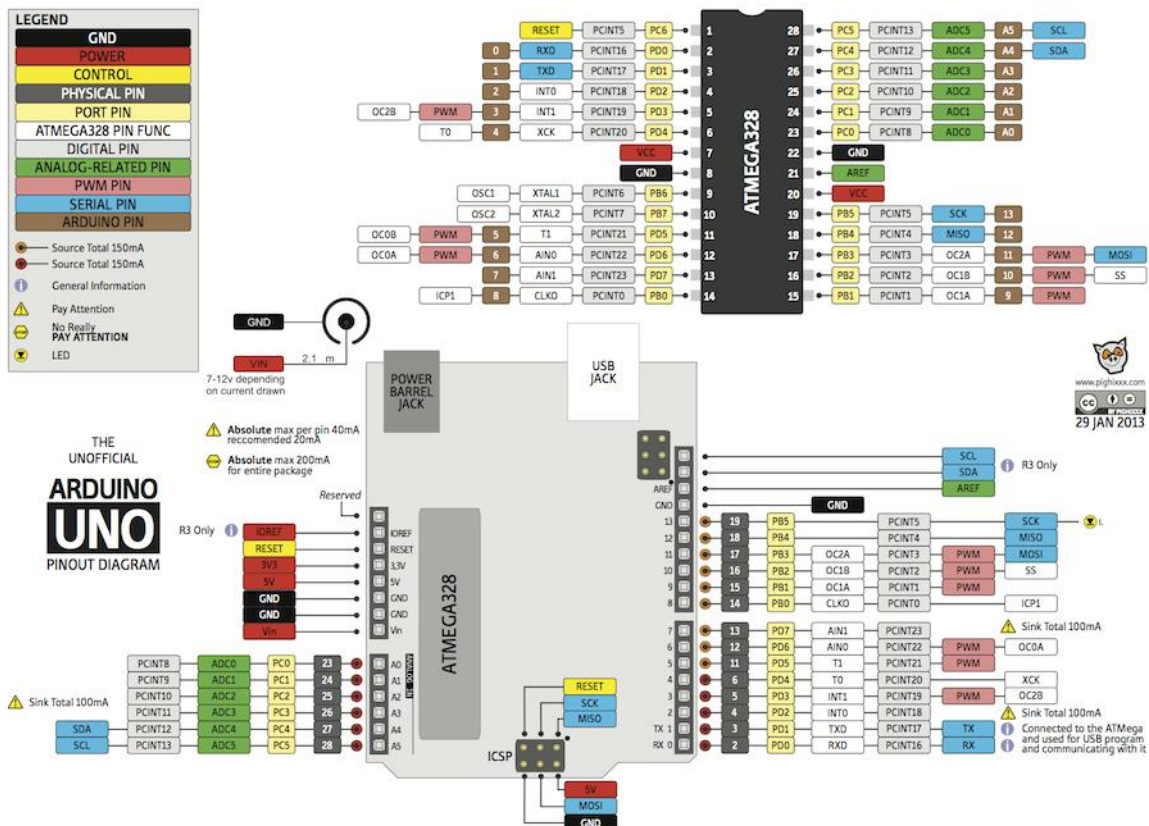 LEGEND
GND
POWER
CONTROL
PHYSICAL PIN
PORT PIN
ATMEGA328 PIN FUNC
DIGITAL PIN
ANALOG-RELATED PIN
PWM PIN
SERIAL PIN
ARDUINO PIN
Source Total 150mA
Source Total 150mA
General Information
Pay Attention
No Really
PAY ATTENTION
LED
RESET PCINT5 PC6 1
0 RXD PCINT16 PD0 2
1 TXD PCINT17 PD1 3
2 INT0 PCINT18 PD2 4
OC2B PWM 3 INT1 PCINT19 PD3 5
T0 4 XCK PCINT20 PD4 6
VCC 7
GND 8
OSC1 XTAL1 PCINT6 PB6 9
OSC2 XTAL2 PCINT7 PB7 10
OC0B PWM 5 T1 PCINT21 PD5 11
OC0A PWM 6 AIN0 PCINT22 PD6 12
7 AIN1 PCINT23 PD7 13
ICP1 8 CLKO PCINT0 PB0 14
ATMEGA328
28 PC5 PCINT13 ADC5 A5 SCL
27 PC4 PCINT12 ADC4 A4 SDA
26 PC3 PCINT11 ADC3 A3
25 PC2 PCINT10 ADC2 A2
24 PC1 PCINT9 ADC1 A1
23 PC0 PCINT8 ADC0 A0
22 GND
21 AREF
20 VCC
19 PB5 PCINT5 SCK 13
18 PB4 PCINT4 MISO 12
17 PB3 PCINT3 OC2A 11 PWM MOSI
16 PB2 PCINT2 OC1B 10 PWM SS
15 PB1 PCINT1 OC1A 9 PWM
GND
VIN 2.1 m
7-12v depending
on current drawn
POWER
BARREL
JACK
USB
JACK
www.pighixxx.com
cc
BY PIGHIXXX
29 JAN 2013
Absolute max per pin 40mA
reccomended 20mA
Absolute max 200mA
for entire package
THE
UNOFFICIAL
ARDUINO
UNO
PINOUT DIAGRAM
Reserved
R3 Only IOREF IOREF
RESET RESET
3V3 3,3V
5V 5V
GND GND
GND GND
Vin Vin
ATMEGA328
PCINT8 ADC0 PC0 23 A0
PCINT9 ADC1 PC1 24 A1
PCINT10 ADC2 PC2 25 A2
PCINT11 ADC3 PC3 26 A3
SDA PCINT12 ADC4 PC4 27 A4
SCL PCINT13 ADC5 PC5 28 A5
ANALOG IN
Sink Total 100mA
SCL
SDA R3 Only
AREF AREF
GND GND
13 19 PB5 PCINT5 SCK L
12 18 PB4 PCINT4 MISO
11 17 PB3 OC2A PCINT3 PWM MOSI
10 16 PB2 OC1B PCINT2 PWM SS
9 15 PB1 OC1A PCINT1 PWM
8 14 PB0 CLKO PCINT0 ICP1
7 13 PD7 AIN1 PCINT23 Sink Total 100mA
6 12 PD6 AIN0 PCINT22 PWM OC0A
5 11 PD5 T1 PCINT21 PWM
4 6 PD4 T0 PCINT20 XCK
3 5 PD3 INT1 PCINT19 PWM OC2B
2 4 PD2 INT0 PCINT18 Sink Total 100mA
TX 1 3 PD1 TXD PCINT17 TX
RX 0 2 PD0 RXD PCINT16 RX
Connected to the ATMega
and used for USB program
and communicating with it
RESET
SCK
MISO
ICSP
5V
MOSI
GND